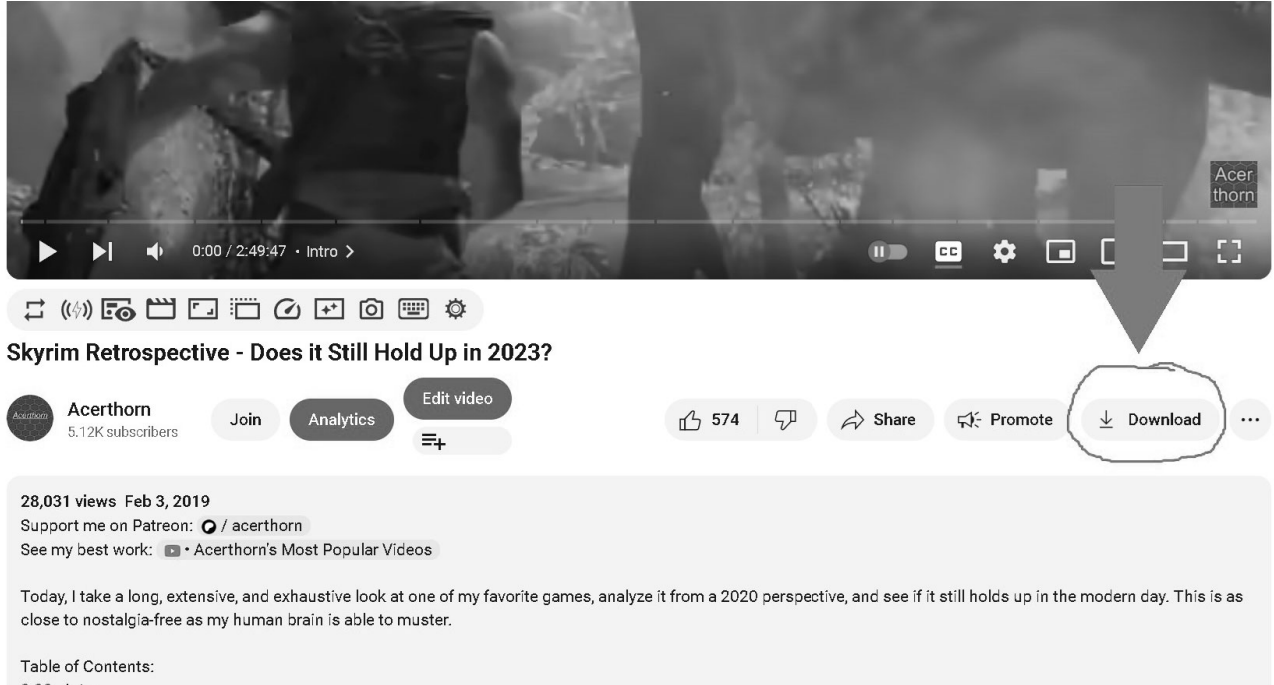 Acer
thorn
0:00 / 2:49:47 • Intro >
CC
Skyrim Retrospective - Does it Still Hold Up in 2023?
Acerthorn
Acerthorn
5.12K subscribers
Join
Analytics
Edit video
574
Share
Promote
Download
...
28,031 views Feb 3, 2019
Support me on Patreon: / acerthorn
See my best work: • Acerthorn's Most Popular Videos
Today, I take a long, extensive, and exhaustive look at one of my favorite games, analyze it from a 2020 perspective, and see if it still holds up in the modern day. This is as
close to nostalgia-free as my human brain is able to muster.
Table of Contents: